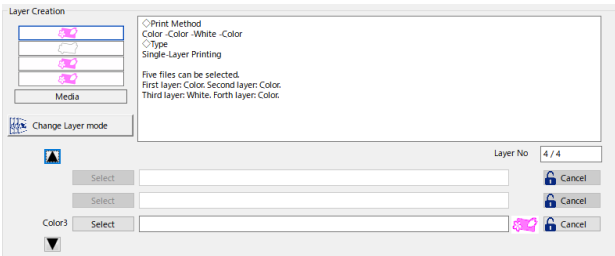 Layer Creation
◇Print Method
Color -Color -White -Color
◇Type
Single-Layer Printing
Five files can be selected.
First layer: Color. Second layer: Color.
Third layer: White. Forth layer: Color.
Media
Change Layer mode
Layer No 4 / 4
Select Cancel
Select Cancel
Color3 Select Cancel